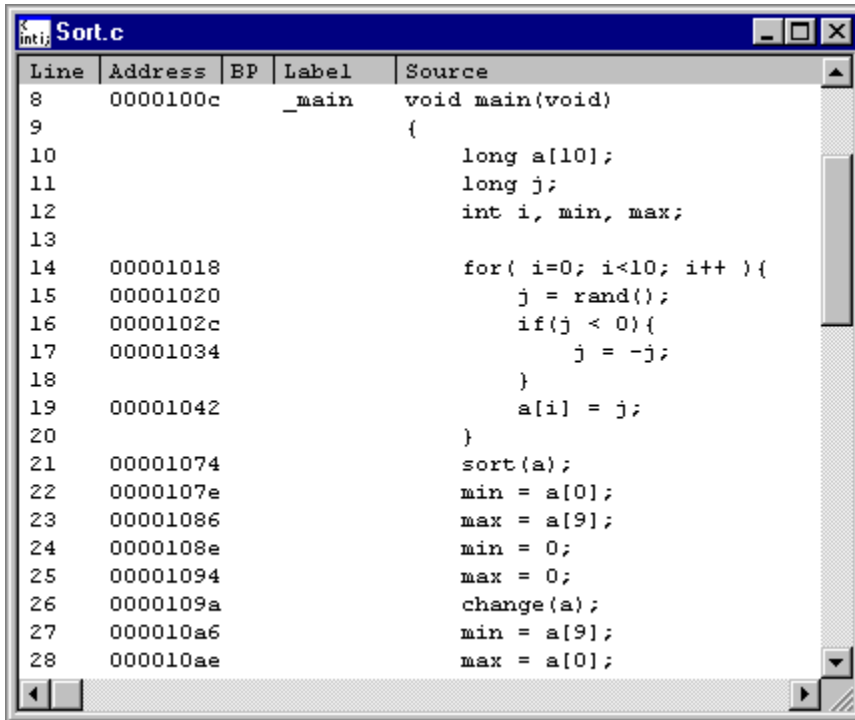 int i; Sort.c
Line Address BP Label Source
8 0000100c _main void main(void)
9 {
10 long a[10];
11 long j;
12 int i, min, max;
13
14 00001018 for( i=0; i<10; i++ ){
15 00001020 j = rand();
16 0000102c if(j < 0){
17 00001034 j = -j;
18 }
19 00001042 a[i] = j;
20 }
21 00001074 sort(a);
22 0000107e min = a[0];
23 00001086 max = a[9];
24 0000108e min = 0;
25 00001094 max = 0;
26 0000109a change(a);
27 000010a6 min = a[9];
28 000010ae max = a[0];